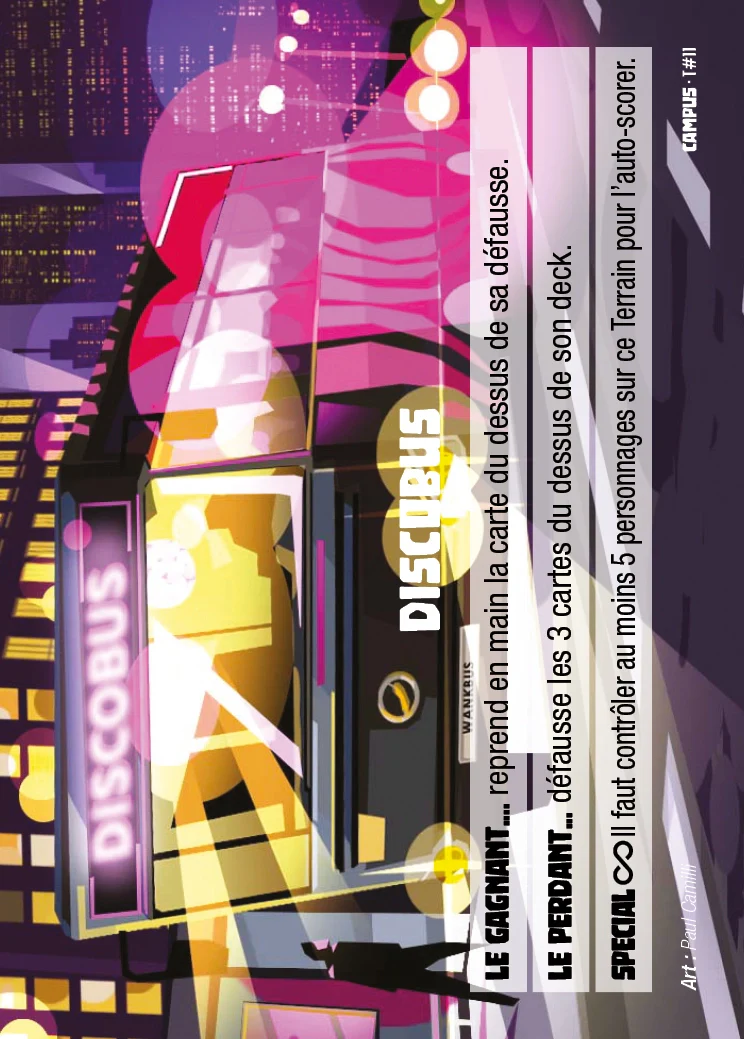 DISCOBUS
WANKBUS
DISCOBUS
LE GAGNANT.... reprend en main la carte du dessus de sa défausse.
LE PERDANT... défausse les 3 cartes du dessus de son deck.
SPECIAL ∞ Il faut contrôler au moins 5 personnages sur ce Terrain pour l'auto-scorer.
Art : Paul Camilli
CAMPUS · T#11